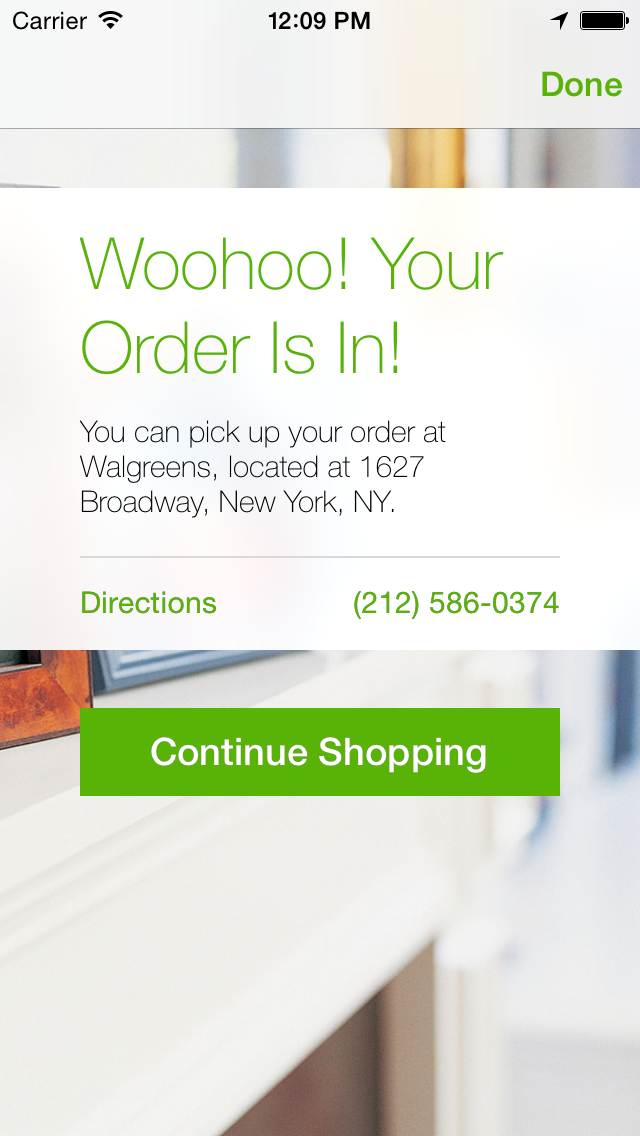 Carrier 12:09 PM
Done
Woohoo! Your
Order Is In!
You can pick up your order at
Walgreens, located at 1627
Broadway, New York, NY.
Directions (212) 586-0374
Continue Shopping